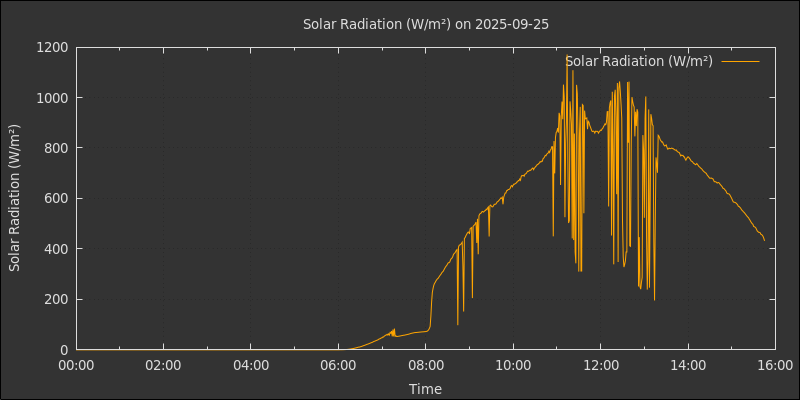 Solar Radiation (W/m²) on 2025-09-25
Solar Radiation (W/m²)
Solar Radiation (W/m²)
1200
1000
800
600
400
200
0
00:00 02:00 04:00 06:00 08:00 10:00 12:00 14:00 16:00
Time